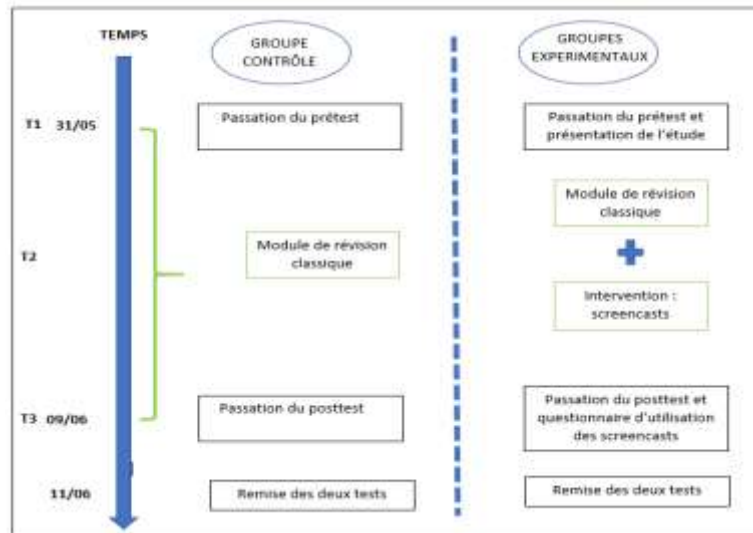 TEMPS
GROUPE
CONTRÔLE
GROUPES
EXPERIMENTAUX
T1 31/05
Passation du prétest
Passation du prétest et
présentation de l'étude
T2
Module de révision
classique
Module de révision
classique
Intervention :
screencasts
T3 09/06
Passation du posttest
Passation du posttest et
questionnaire d'utilisation
des screencasts
11/06
Remise des deux tests
Remise des deux tests